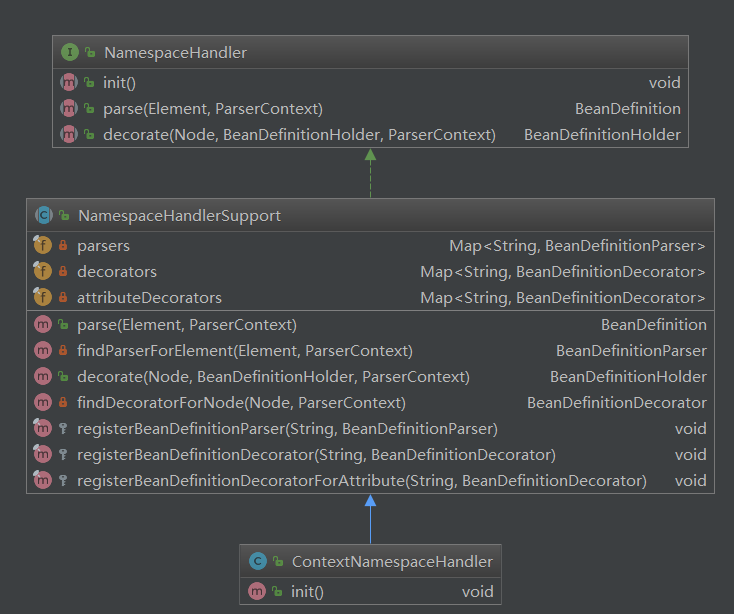 NamespaceHandler
init() void
parse(Element, ParserContext) BeanDefinition
decorate(Node, BeanDefinitionHolder, ParserContext) BeanDefinitionHolder
NamespaceHandlerSupport
parsers Map<String, BeanDefinitionParser>
decorators Map<String, BeanDefinitionDecorator>
attributeDecorators Map<String, BeanDefinitionDecorator>
parse(Element, ParserContext) BeanDefinition
findParserForElement(Element, ParserContext) BeanDefinitionParser
decorate(Node, BeanDefinitionHolder, ParserContext) BeanDefinitionHolder
findDecoratorForNode(Node, ParserContext) BeanDefinitionDecorator
registerBeanDefinitionParser(String, BeanDefinitionParser) void
registerBeanDefinitionDecorator(String, BeanDefinitionDecorator) void
registerBeanDefinitionDecoratorForAttribute(String, BeanDefinitionDecorator) void
ContextNamespaceHandler
init() void